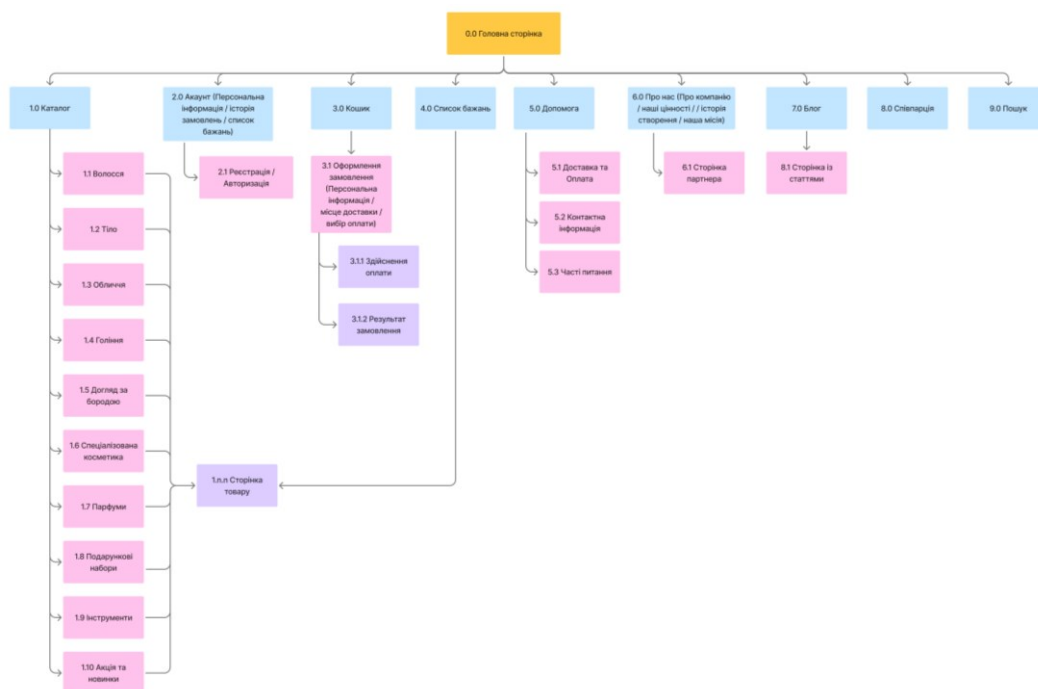 0.0 Головна сторінка
1.0 Каталог
2.0 Акаунт (Персональна
інформація / історія
замовлень / список
бажань)
3.0 Кошик
4.0 Список бажань
5.0 Допомога
6.0 Про нас (Про компанію
/ наші цінності / / історія
створення / наша місія)
7.0 Блог
8.0 Співпарція
9.0 Пошук
1.1 Волосся
1.2 Тіло
1.3 Обличчя
1.4 Гоління
1.5 Догляд за
бородою
1.6 Спеціалізована
косметика
1.7 Парфуми
1.8 Подарункові
набори
1.9 Інструменти
1.10 Акція та
новинки
1.n.n Сторінка
товару
2.1 Реєстрація /
Авторизація
3.1 Оформлення
замовлення
(Персональна
інформація /
місце доставки /
вибір оплати)
3.1.1 Здійснення
оплати
3.1.2 Результат
замовлення
5.1 Доставка та
Оплата
5.2 Контактна
інформація
5.3 Часті питання
6.1 Сторінка
партнера
8.1 Сторінка із
статтями